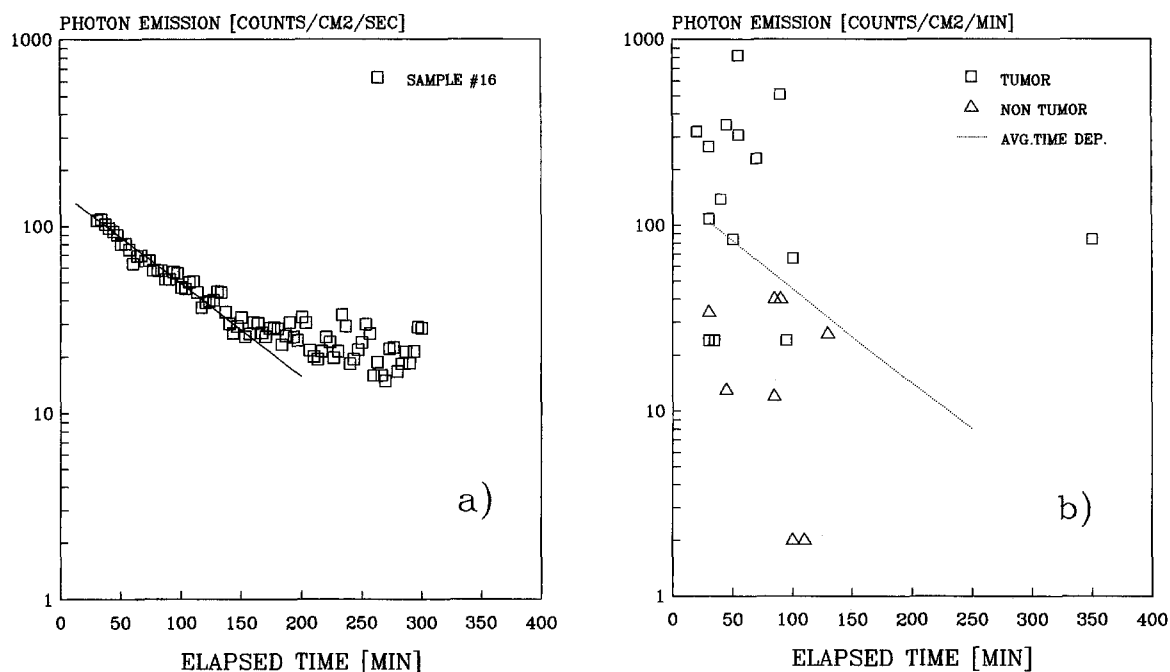 PHOTON EMISSION [COUNTS/CM2/SEC]
1000
100
10
1
0 50 100 150 200 250 300 350 400
ELAPSED TIME [MIN]
SAMPLE #16
a)
PHOTON EMISSION [COUNTS/CM2/MIN]
1000
100
10
1
0 50 100 150 200 250 300 350 400
ELAPSED TIME [MIN]
TUMOR
NON TUMOR
AVG.TIME DEP.
b)